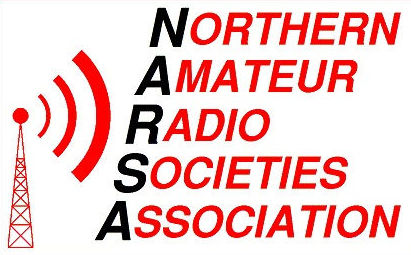 NORTHERN
AMATEUR
RADIO
SOCIETIES
ASSOCIATION